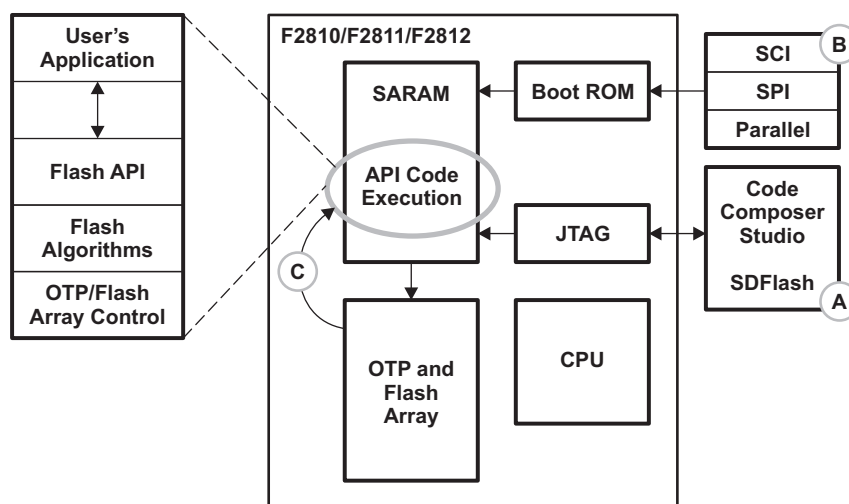 User's
Application
Flash API
Flash
Algorithms
OTP/Flash
Array Control
F2810/F2811/F2812
SARAM
API Code
Execution
C
OTP and
Flash
Array
Boot ROM
JTAG
CPU
B
SCI
SPI
Parallel
Code
Composer
Studio
SDFlash
A